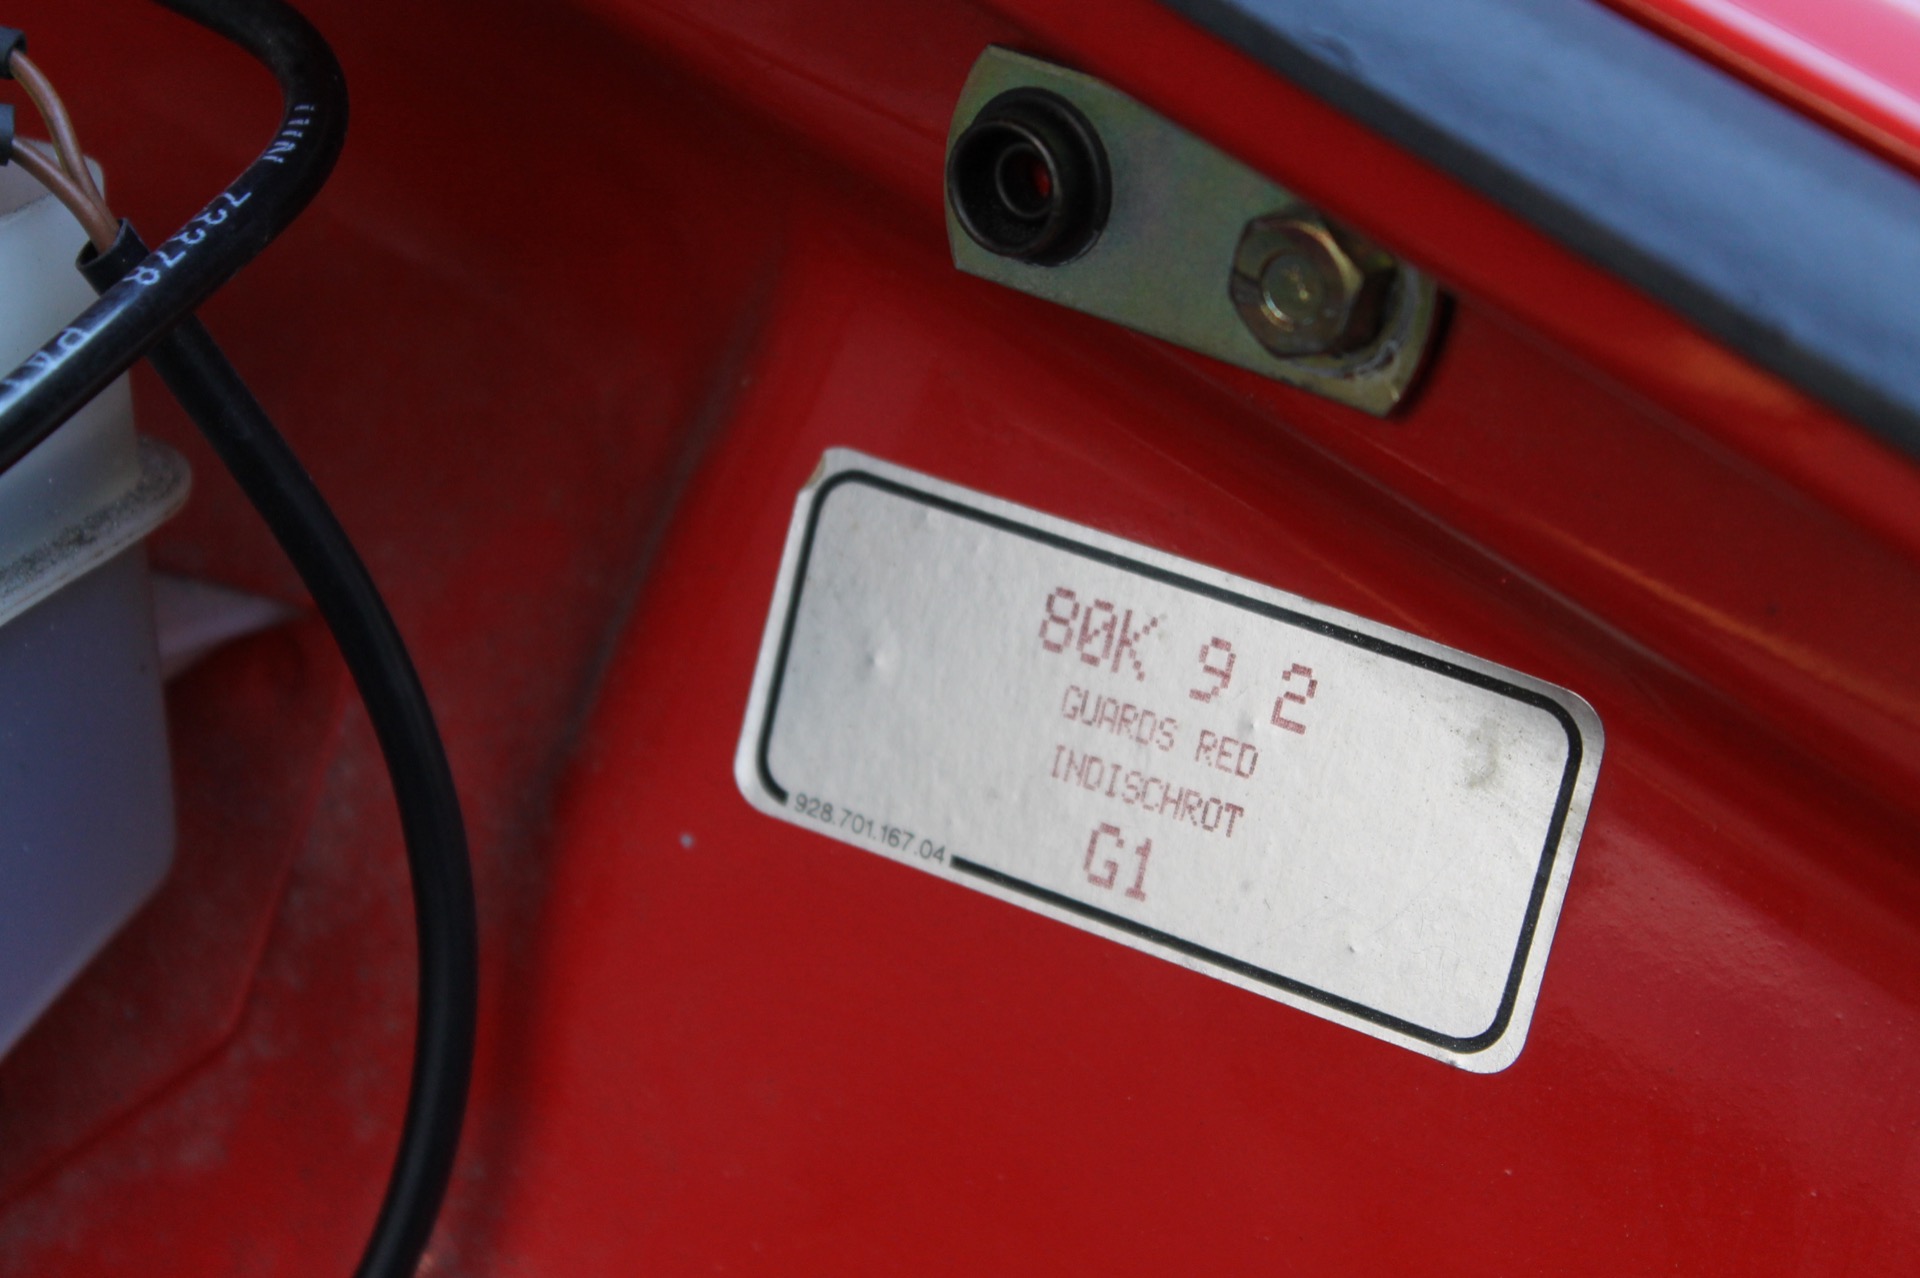 80K 9 2
GUARDS RED
INDISCHROT
G1
928.701.167.04